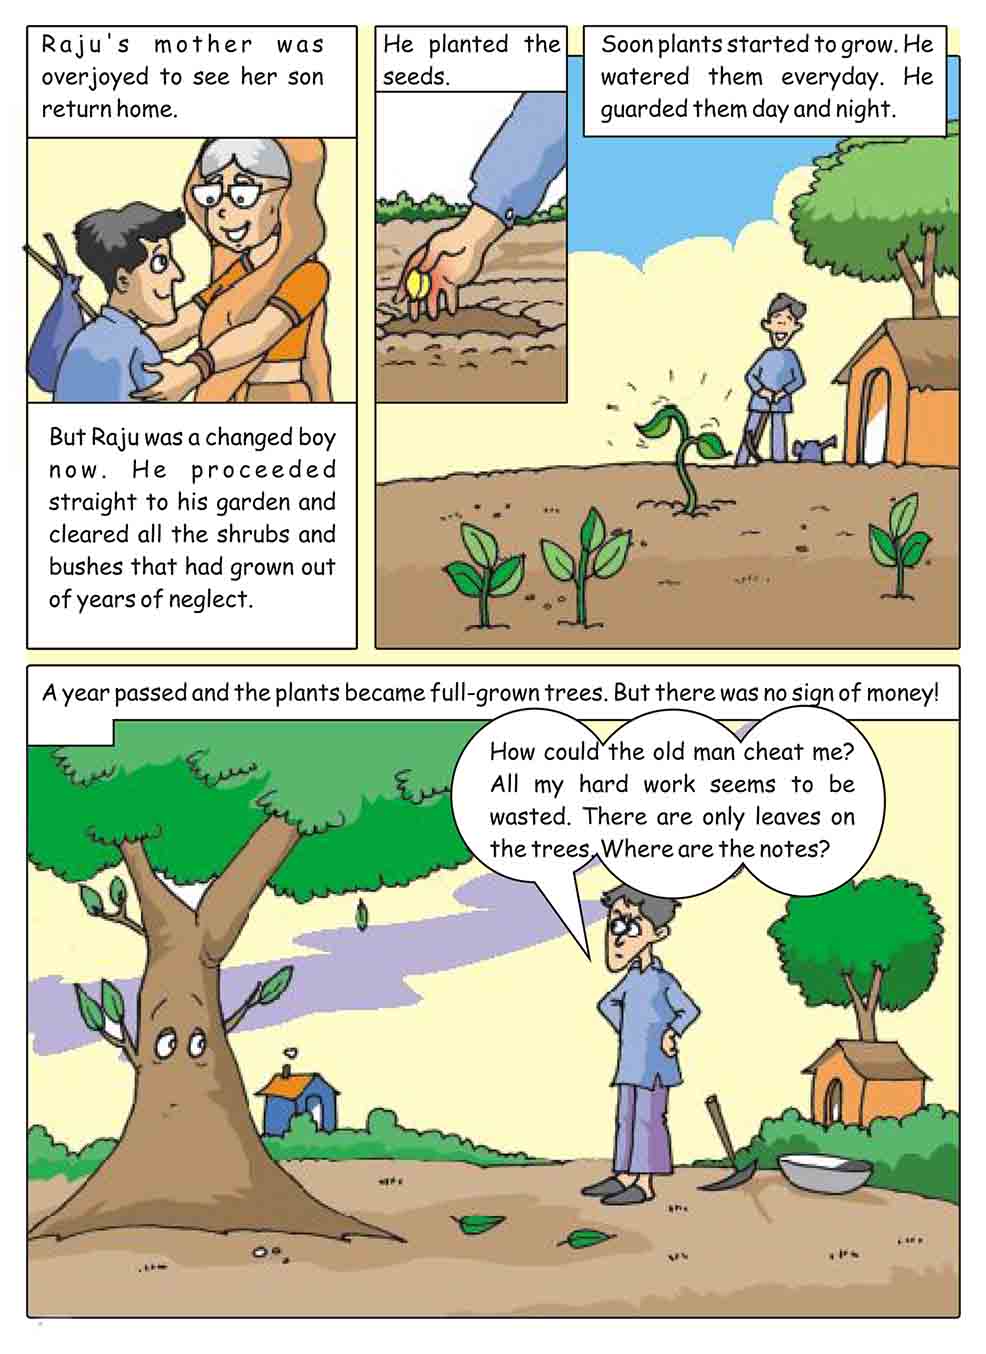 Raju's mother was
overjoyed to see her son
return home.
But Raju was a changed boy
now. He proceeded
straight to his garden and
cleared all the shrubs and
bushes that had grown out
of years of neglect.
He planted the
seeds.
Soon plants started to grow. He
watered them everyday. He
guarded them day and night.
A year passed and the plants became full-grown trees. But there was no sign of money!
How could the old man cheat me?
All my hard work seems to be
wasted. There are only leaves on
the trees. Where are the notes?